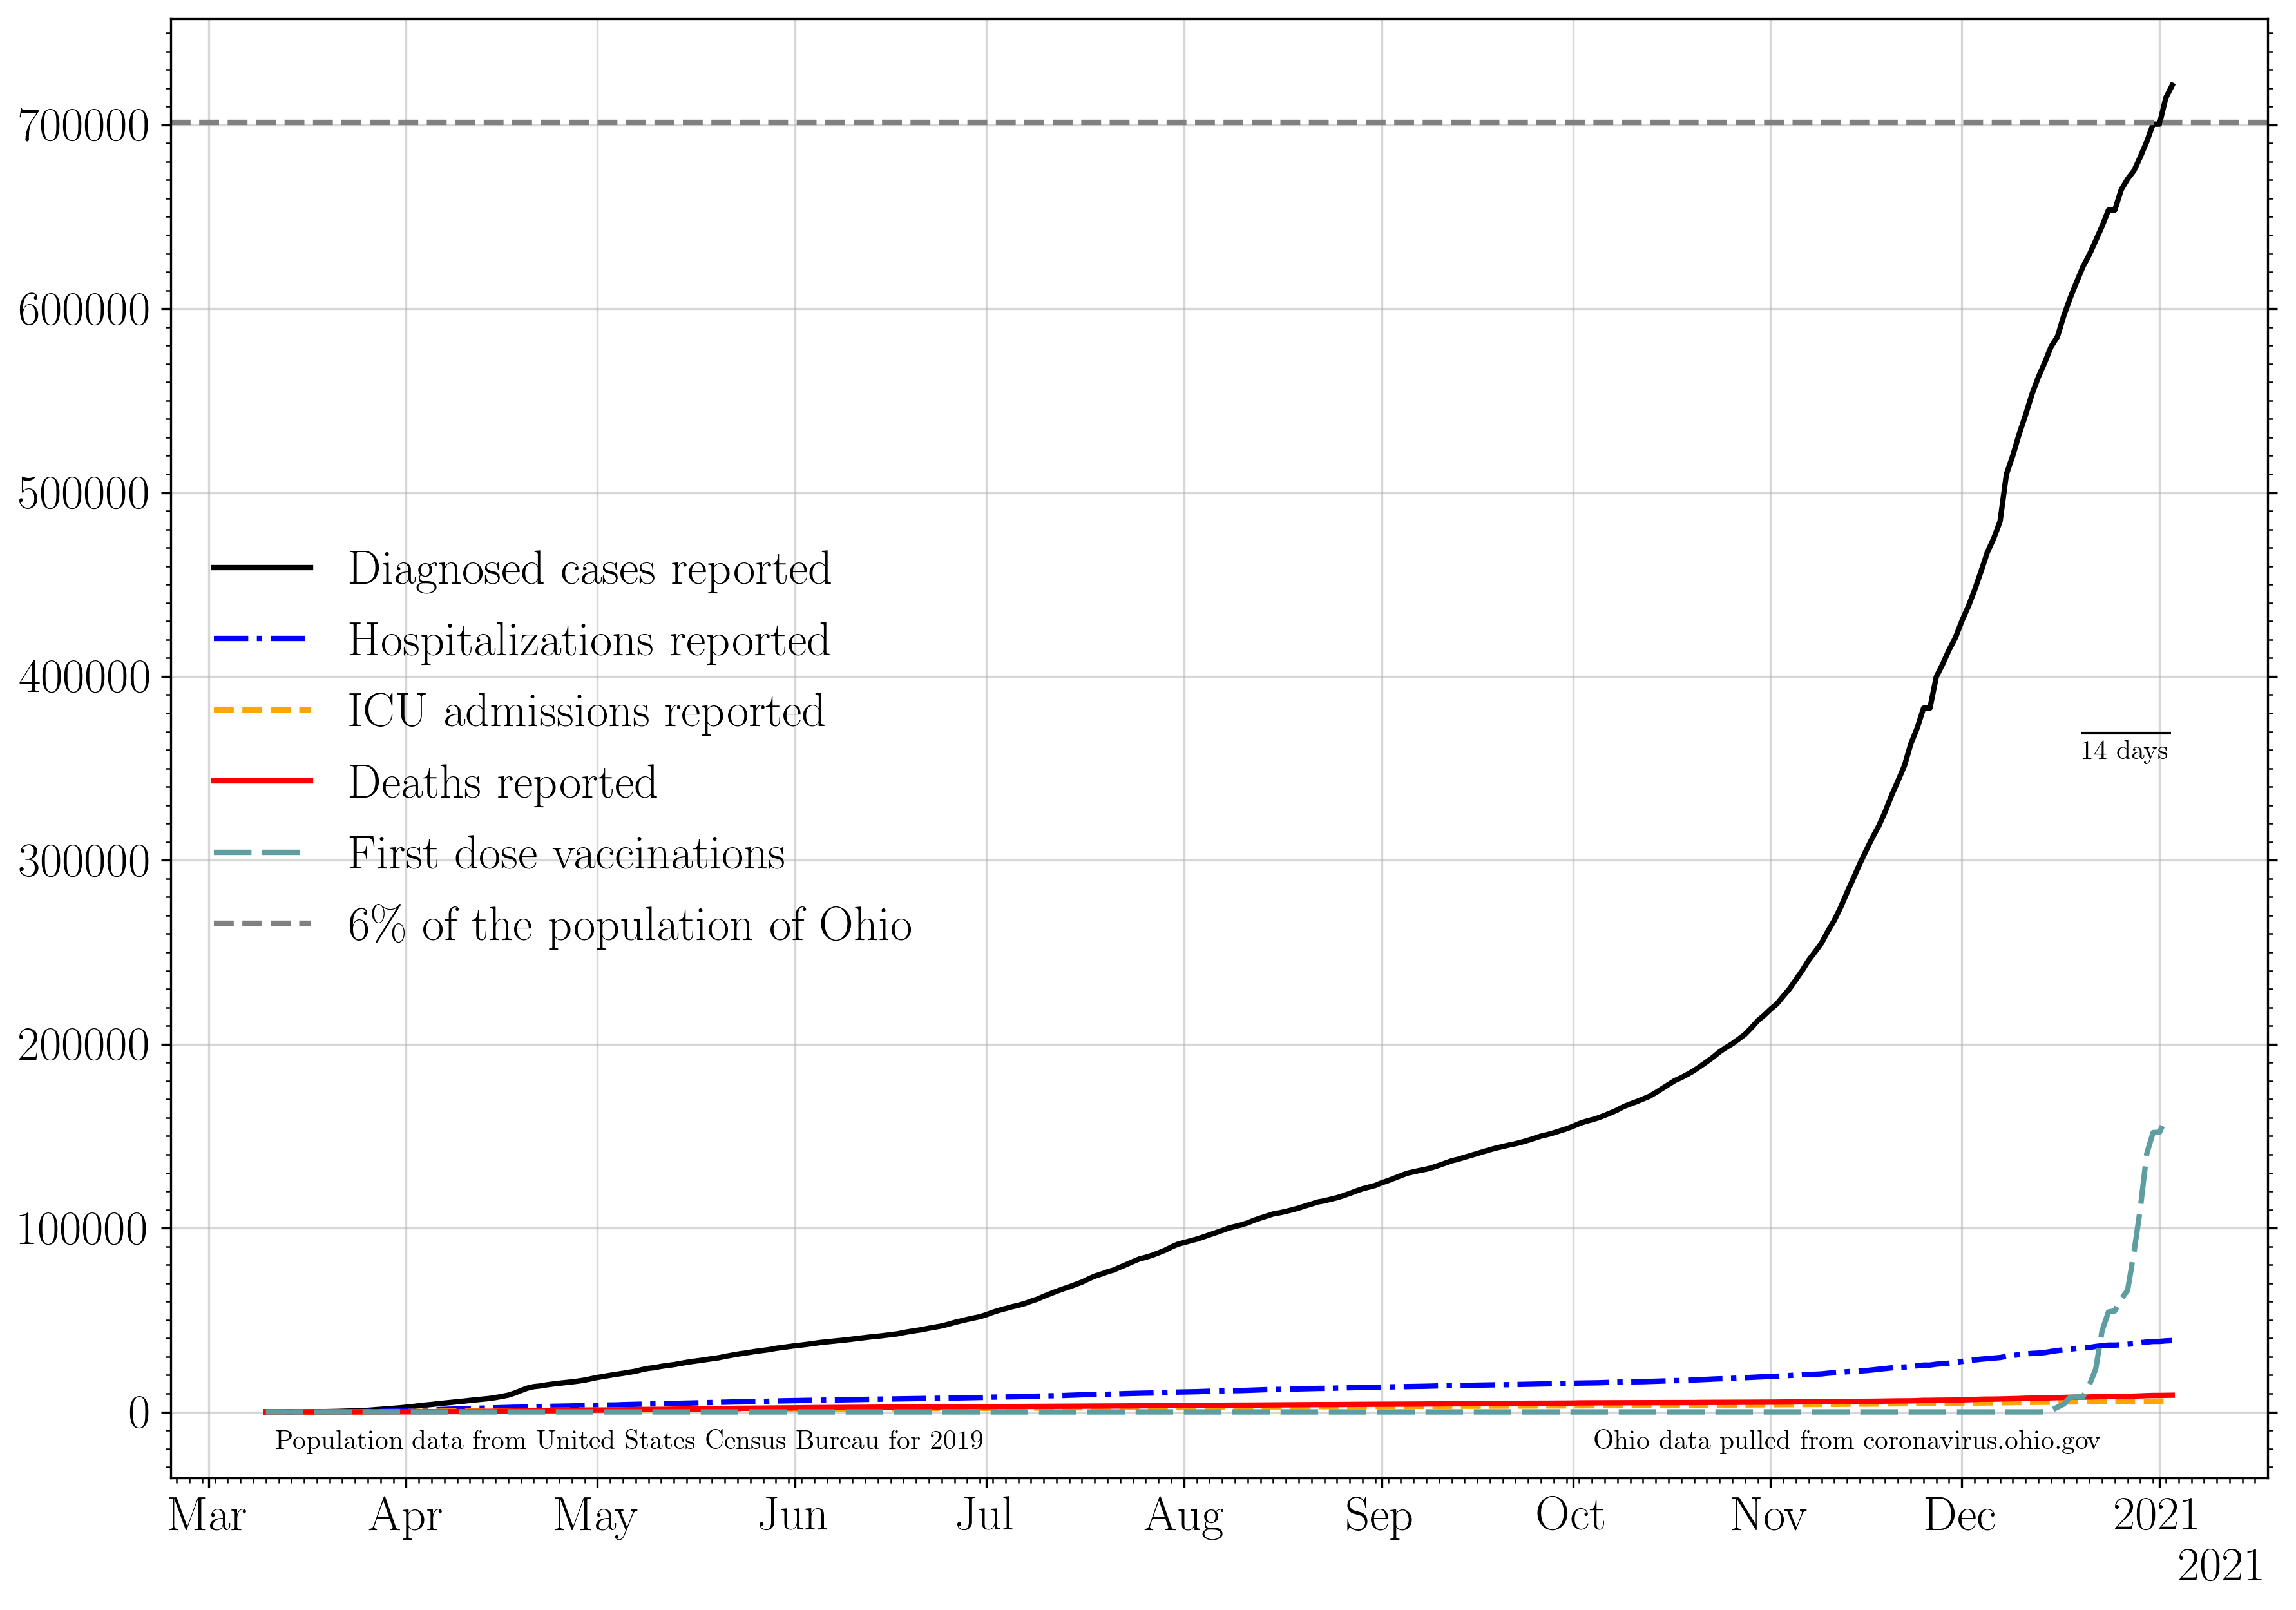 700000
600000
500000
400000
300000
200000
100000
0
Diagnosed cases reported
Hospitalizations reported
ICU admissions reported
Deaths reported
First dose vaccinations
6% of the population of Ohio
14 days
Population data from United States Census Bureau for 2019
Ohio data pulled from coronavirus.ohio.gov
Mar Apr May Jun Jul Aug Sep Oct Nov Dec 2021
2021